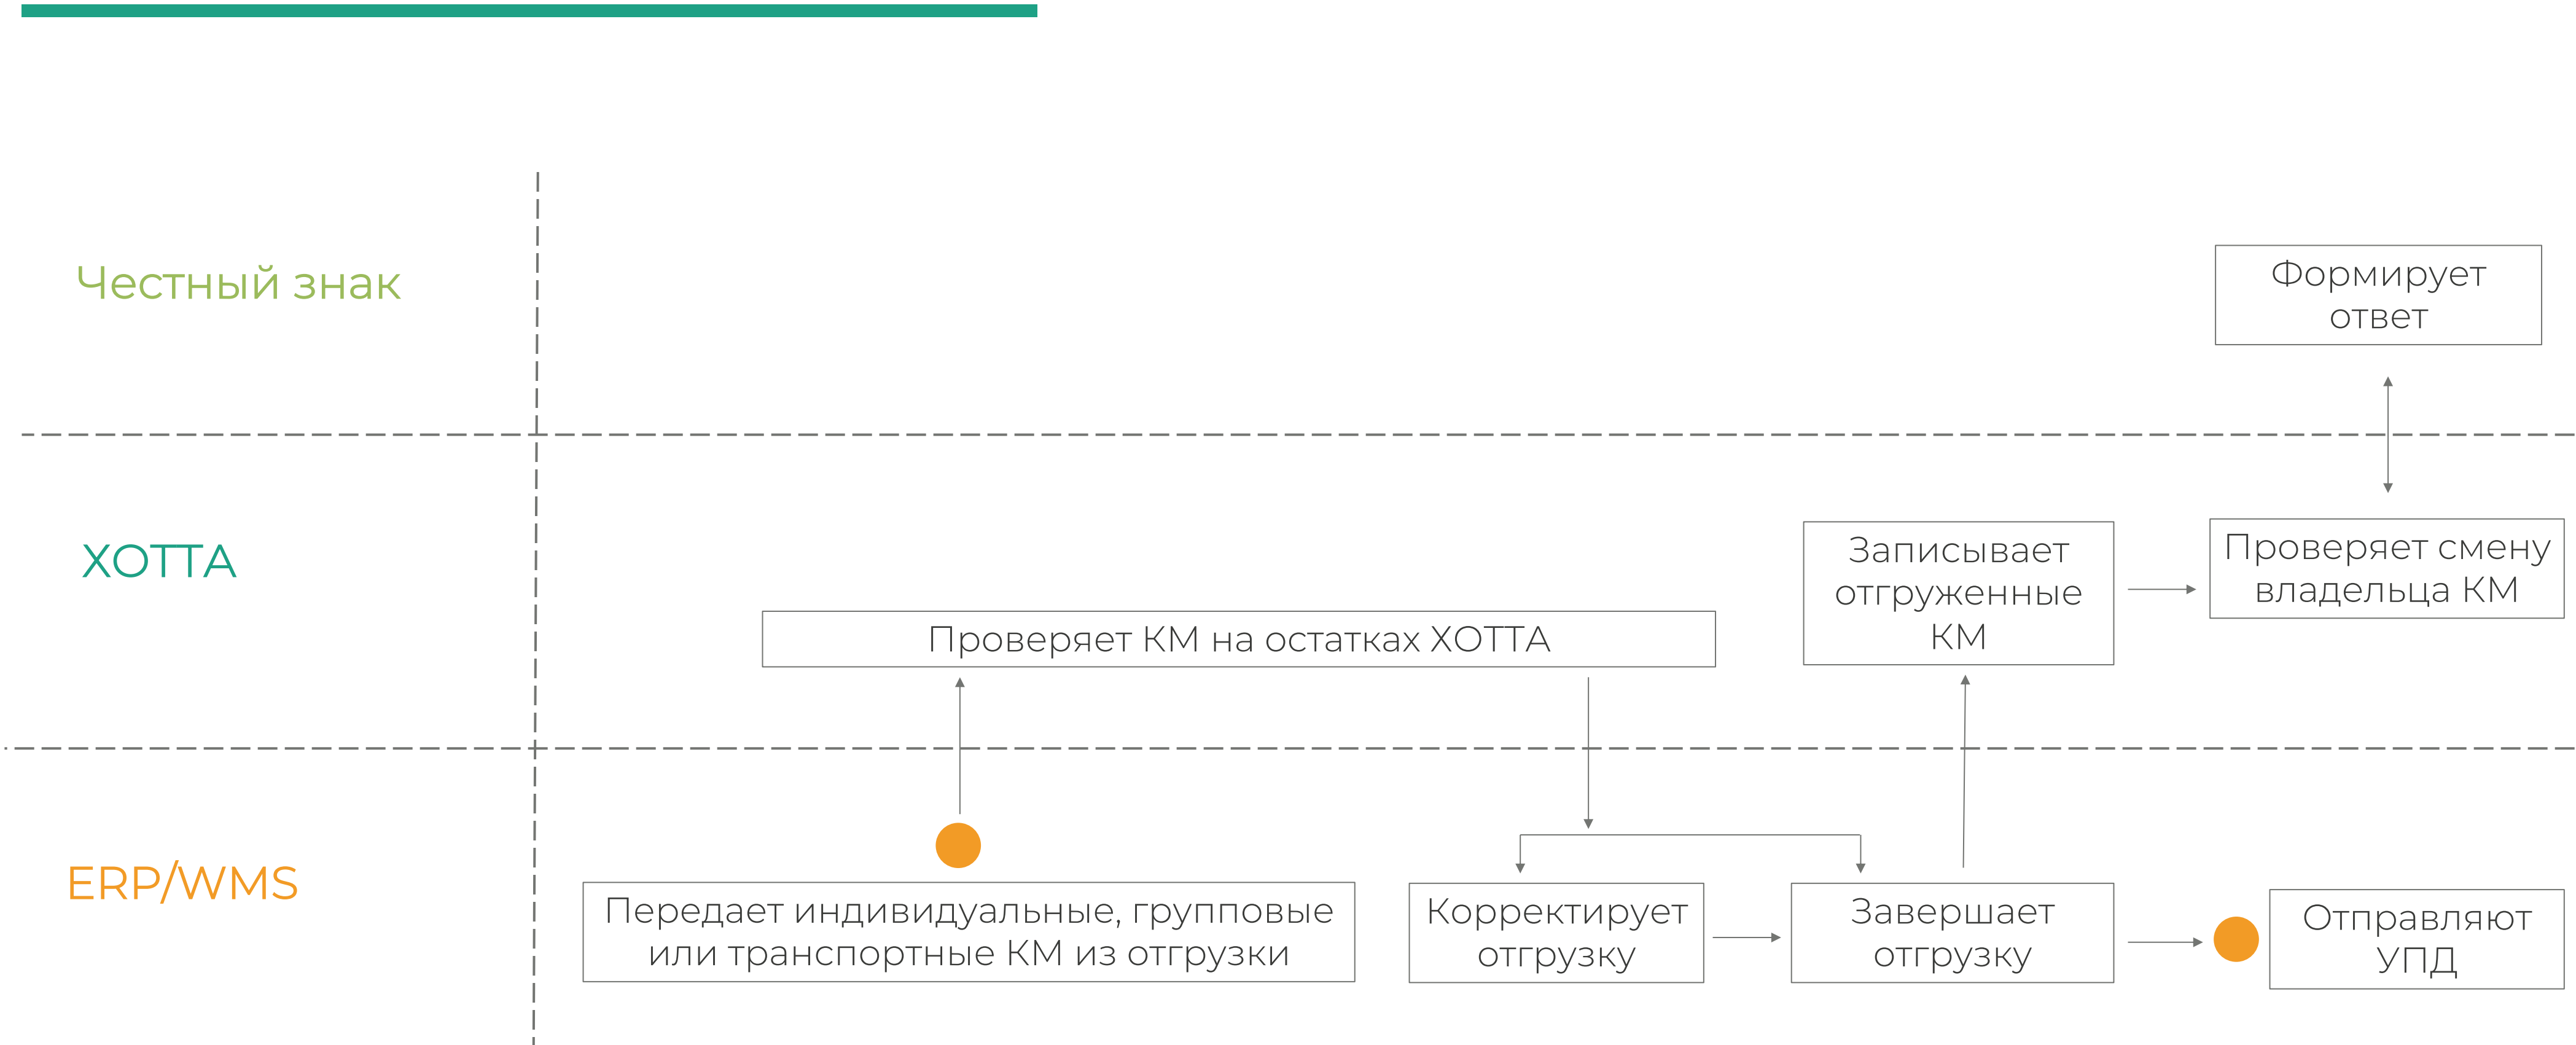 Честный знак
Формирует
ответ
ХОТТА
Проверяет КМ на остатках ХОТТА
Записывает
отгруженные
КМ
Проверяет смену
владельца КМ
ERP/WMS
Передает индивидуальные, групповые
или транспортные КМ из отгрузки
Корректирует
отгрузку
Завершает
отгрузку
Отправляют
УПД